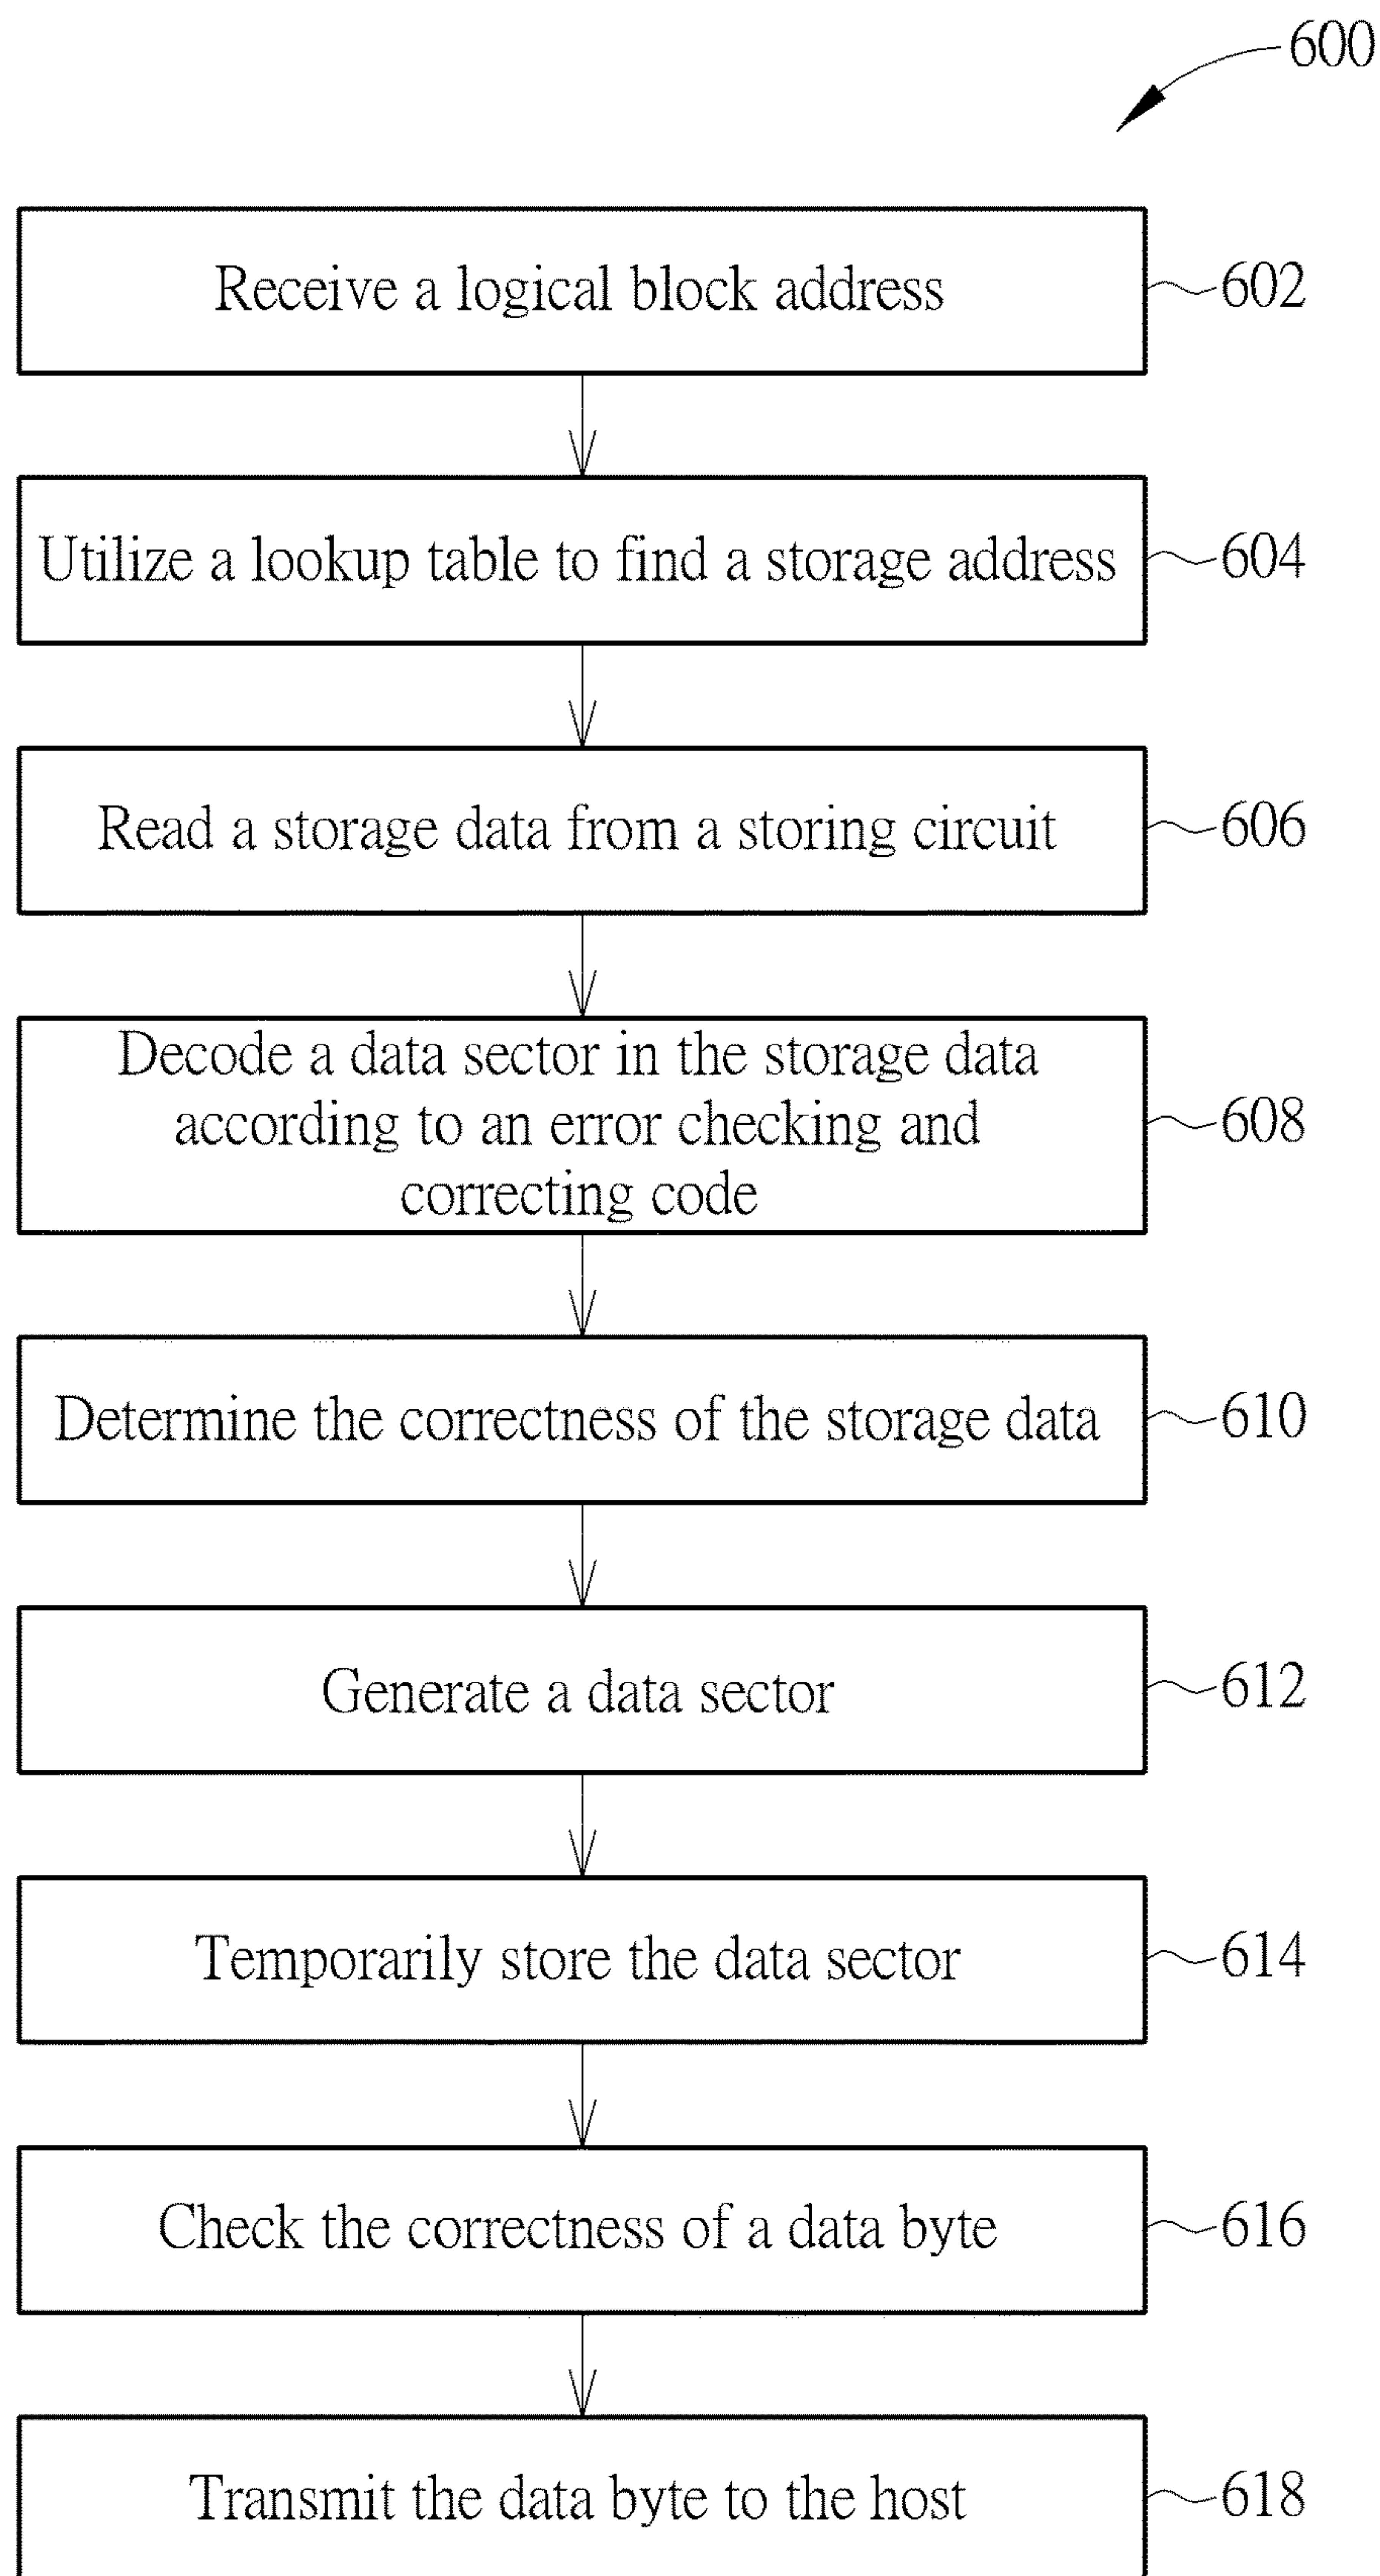 600
Receive a logical block address
602
Utilize a lookup table to find a storage address
604
Read a storage data from a storing circuit
606
Decode a data sector in the storage data
according to an error checking and
correcting code
608
Determine the correctness of the storage data
610
Generate a data sector
612
Temporarily store the data sector
614
Check the correctness of a data byte
616
Transmit the data byte to the host
618